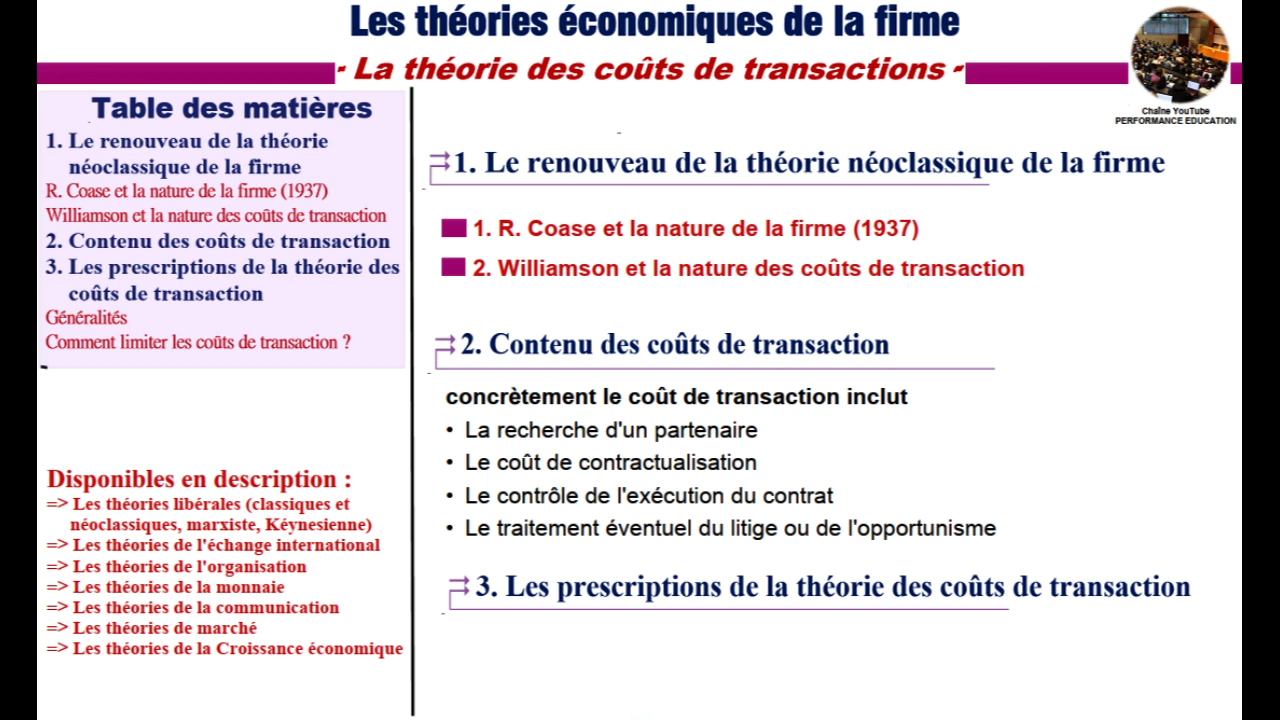 Les théories économiques de la firme
- La théorie des coûts de transactions -
Chaîne YouTube
PERFORMANCE EDUCATION
Table des matières
1. Le renouveau de la théorie
néoclassique de la firme
R. Coase et la nature de la firme (1937)
Williamson et la nature des coûts de transaction
2. Contenu des coûts de transaction
3. Les prescriptions de la théorie des
coûts de transaction
Généralités
Comment limiter les coûts de transaction ?
Disponibles en description :
=> Les théories libérales (classiques et
néoclassiques, marxiste, Kéynesienne)
=> Les théories de l'échange international
=> Les théories de l'organisation
=> Les théories de la monnaie
=> Les théories de la communication
=> Les théories de marché
=> Les théories de la Croissance économique
1. Le renouveau de la théorie néoclassique de la firme
1. R. Coase et la nature de la firme (1937)
2. Williamson et la nature des coûts de transaction
2. Contenu des coûts de transaction
concrètement le coût de transaction inclut
• La recherche d'un partenaire
• Le coût de contractualisation
• Le contrôle de l'exécution du contrat
• Le traitement éventuel du litige ou de l'opportunisme
3. Les prescriptions de la théorie des coûts de transaction